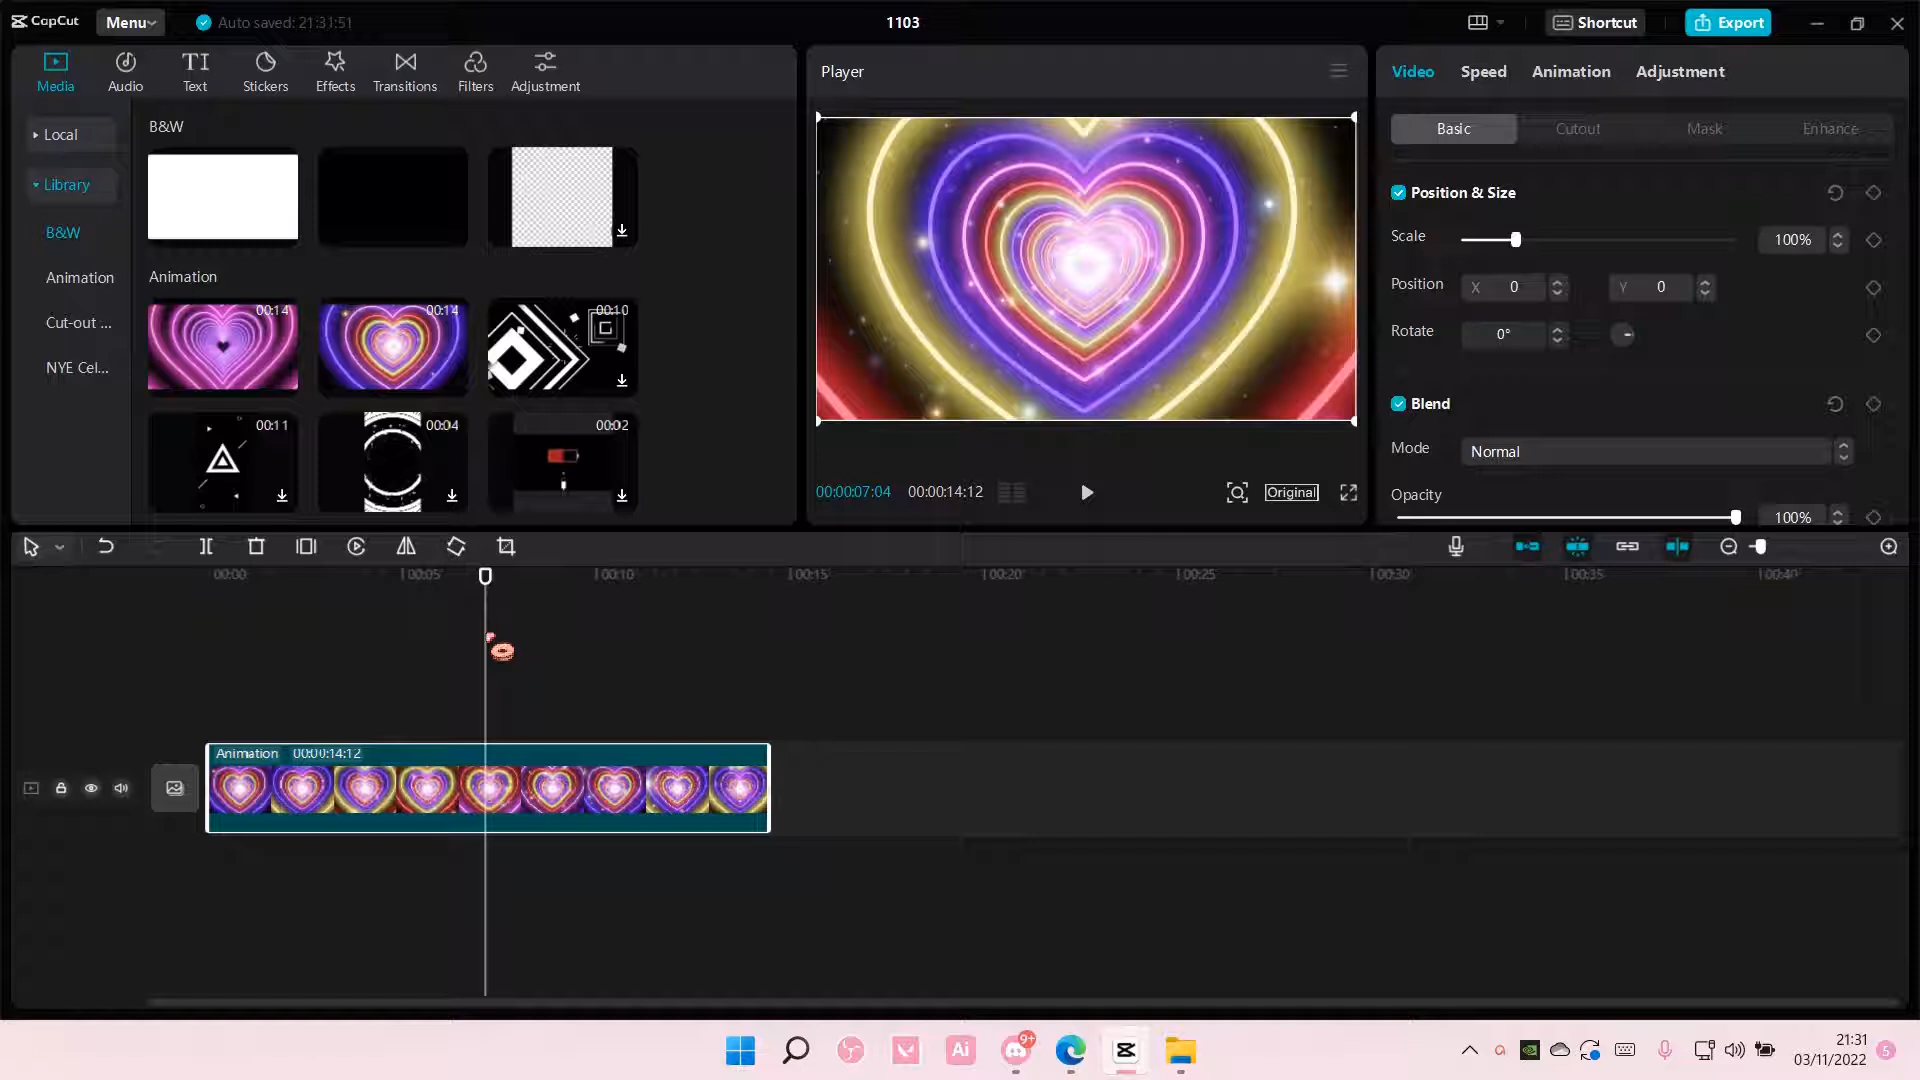 CapCut
Menu
Auto saved: 21:31:51
1103
Shortcut
Export
Media
Audio
Text
Stickers
Effects
Transitions
Filters
Adjustment
Local
Library
B&W
Animation
Cut-out ...
NYE Cel...
B&W
Animation
00:14
00:14
00:10
00:11
00:04
00:02
Player
00:00:07:04
00:00:14:12
Original
Video
Speed
Animation
Adjustment
Basic
Cutout
Mask
Enhance
Position & Size
Scale
100%
Position
X 0
Y 0
Rotate
0°
Blend
Mode
Normal
Opacity
100%
00:00
00:05
00:10
00:15
00:20
00:25
00:30
00:35
00:40
Animation 00:00:14:12
Ai
9+
21:31
03/11/2022
5